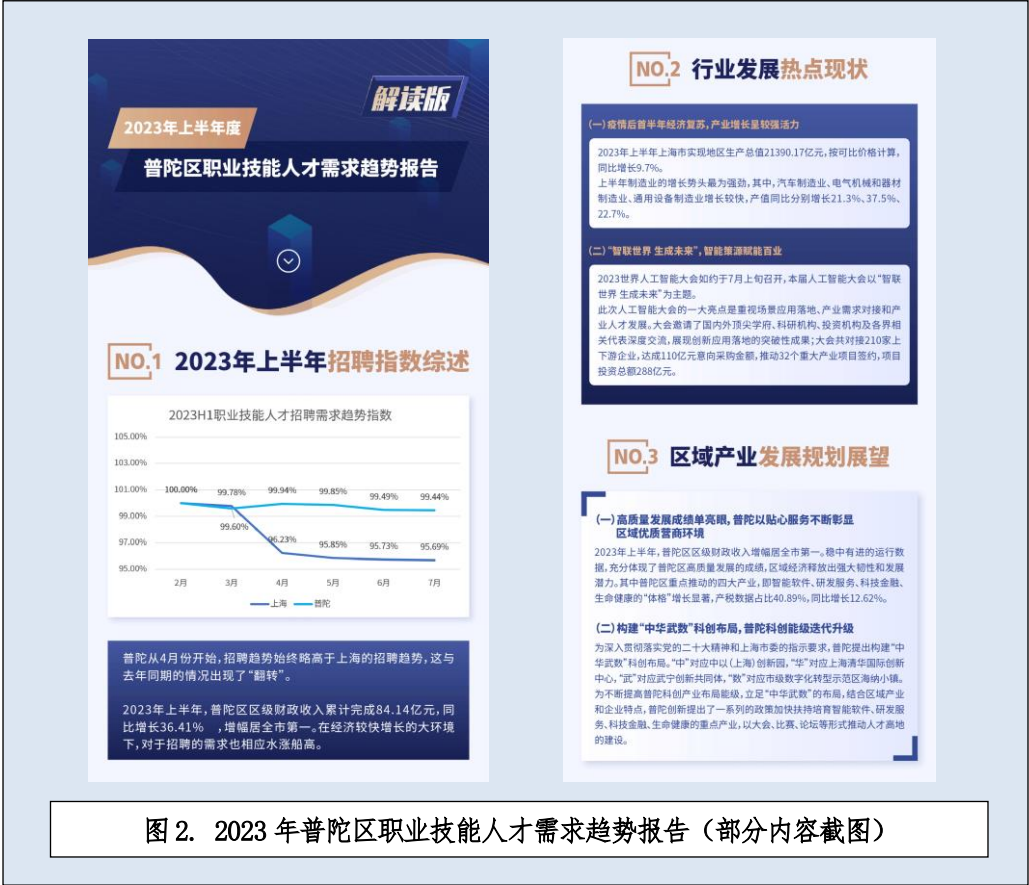 解读版
2023年上半年度
普陀区职业技能人才需求趋势报告
NO.1 2023年上半年招聘指数综述
2023H1职业技能人才招聘需求趋势指数
105.00%
103.00%
101.00%
99.00%
97.00%
95.00%
100.00% 99.78% 99.94% 99.85% 99.49% 99.44%
99.60% 96.23% 95.85% 95.73% 95.69%
2月 3月 4月 5月 6月 7月
上海 普陀
普陀从4月份开始,招聘趋势始终略高于上海的招聘趋势,这与
去年同期的情况出现了“翻转”。
2023年上半年,普陀区区级财政收入累计完成84.14亿元,同
比增长36.41% ,增幅居全市第一。在经济较快增长的大环境
下,对于招聘的需求也相应水涨船高。
NO.2 行业发展热点现状
(一)疫情后首半年经济复苏,产业增长呈较强活力
2023年上半年上海市实现地区生产总值21390.17亿元,按可比价格计算,
同比增长9.7%。
上半年制造业的增长势头最为强劲,其中,汽车制造业、电气机械和器材
制造业、通用设备制造业增长较快,产值同比分别增长21.3%、37.5%、
22.7%。
(二)“智联世界 生成未来”,智能策源赋能百业
2023世界人工智能大会如约于7月上旬召开,本届人工智能大会以“智联
世界 生成未来”为主题。
此次人工智能大会的一大亮点是重视场景应用落地、产业需求对接和产
业人才发展。大会邀请了国内外顶尖学府、科研机构、投资机构及各界相
关代表深度交流,展现创新应用落地的突破性成果;大会共对接210家上
下游企业,达成110亿元意向采购金额,推动32个重大产业项目签约,项目
投资总额288亿元。
NO.3 区域产业发展规划展望
(一)高质量发展成绩单亮眼,普陀以贴心服务不断彰显
区域优质营商环境
2023年上半年,普陀区区级财政收入增幅居全市第一。稳中有进的运行数
据,充分体现了普陀区高质量发展的成绩,区域经济释放出强大韧性和发展
潜力。其中普陀区重点推动的四大产业,即智能软件、研发服务、科技金融、
生命健康的“体格”增长显著,产税数据占比40.89%,同比增长12.62%。
(二)构建“中华武数”科创布局,普陀科创能级迭代升级
为深入贯彻落实党的二十大精神和上海市委的指示要求,普陀提出构建“中
华武数”科创布局。“中”对应中以(上海)创新园,“华”对应上海清华国际创新
中心,“武”对应武宁创新共同体,“数”对应市级数字化转型示范区海纳小镇。
为不断提高普陀科创产业布局能级,立足“中华武数”的布局,结合区域产业
和企业特点,普陀创新提出了一系列的政策加快扶持培育智能软件、研发服
务、科技金融、生命健康的重点产业,以大会、比赛、论坛等形式推动人才高地
的建设。
图 2. 2023 年普陀区职业技能人才需求趋势报告(部分内容截图)